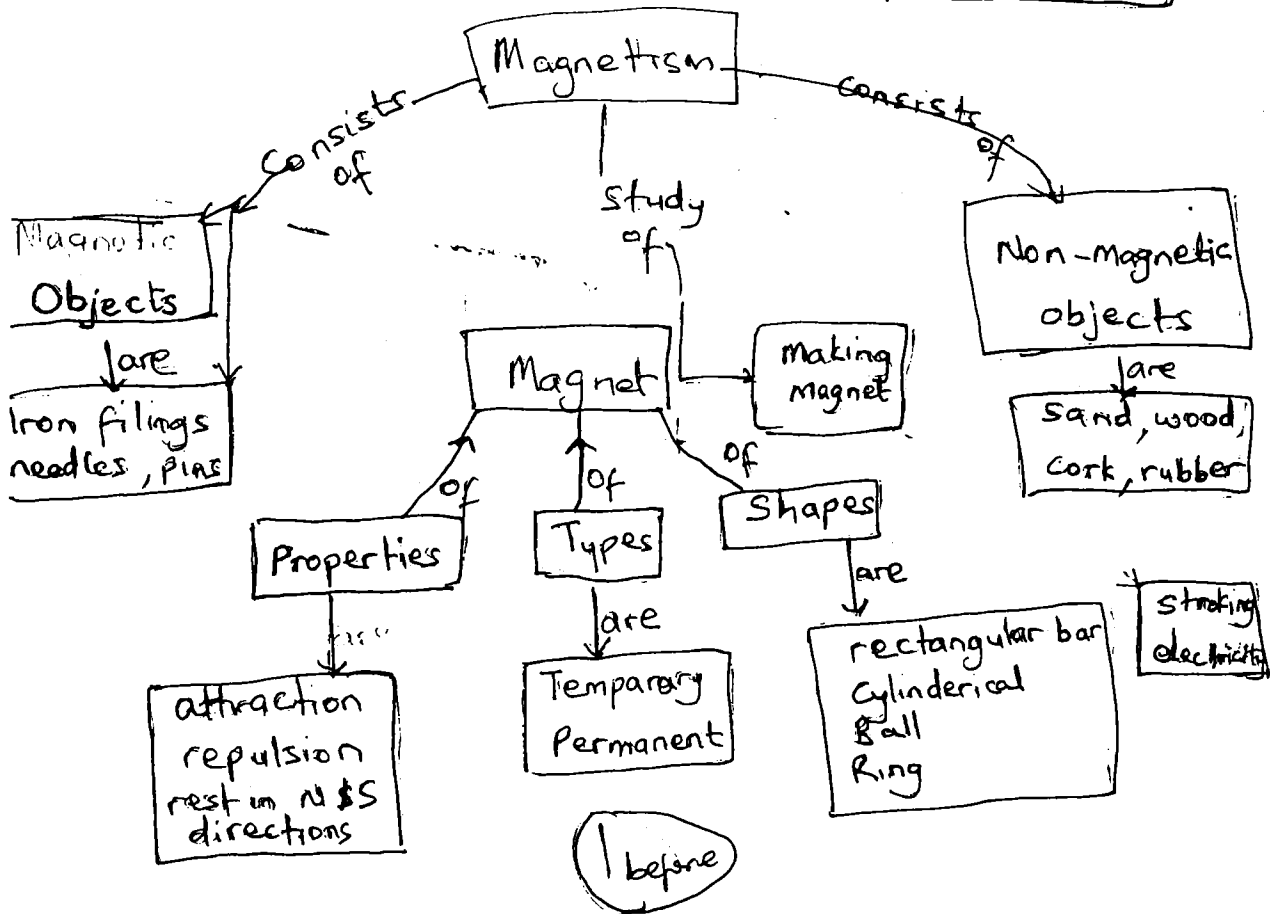 Magnetism
Consists
of
Study
of
Consists
of
Magnetic
Objects
are
Iron filings
needles, pins
Non-magnetic
objects
are
Sand, wood,
Cork, rubber
Magnet
Making
Magnet
of
of
of
Properties
Types
Shapes
attraction
repulsion
rest in N &S
directions
are
Temparary
Permanent
are
rectangular bar
Cylinderical
Ball
Ring
stroking
electricity
before